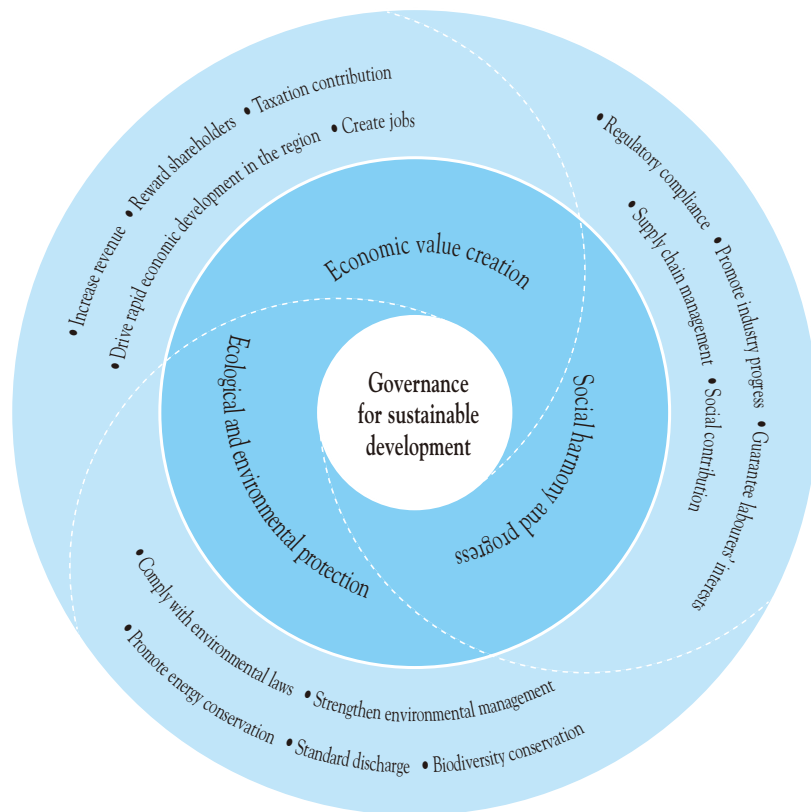 Governance
for sustainable
development
Economic value creation
Social harmony and progress
Ecological and environmental protection
• Increase revenue • Reward shareholders • Taxation contribution
• Drive rapid economic development in the region • Create jobs
• Regulatory compliance • Promote industry progress • Guarantee labourers' interests
• Supply chain management • Social contribution
• Comply with environmental laws • Strengthen environmental management
• Promote energy conservation • Standard discharge • Biodiversity conservation